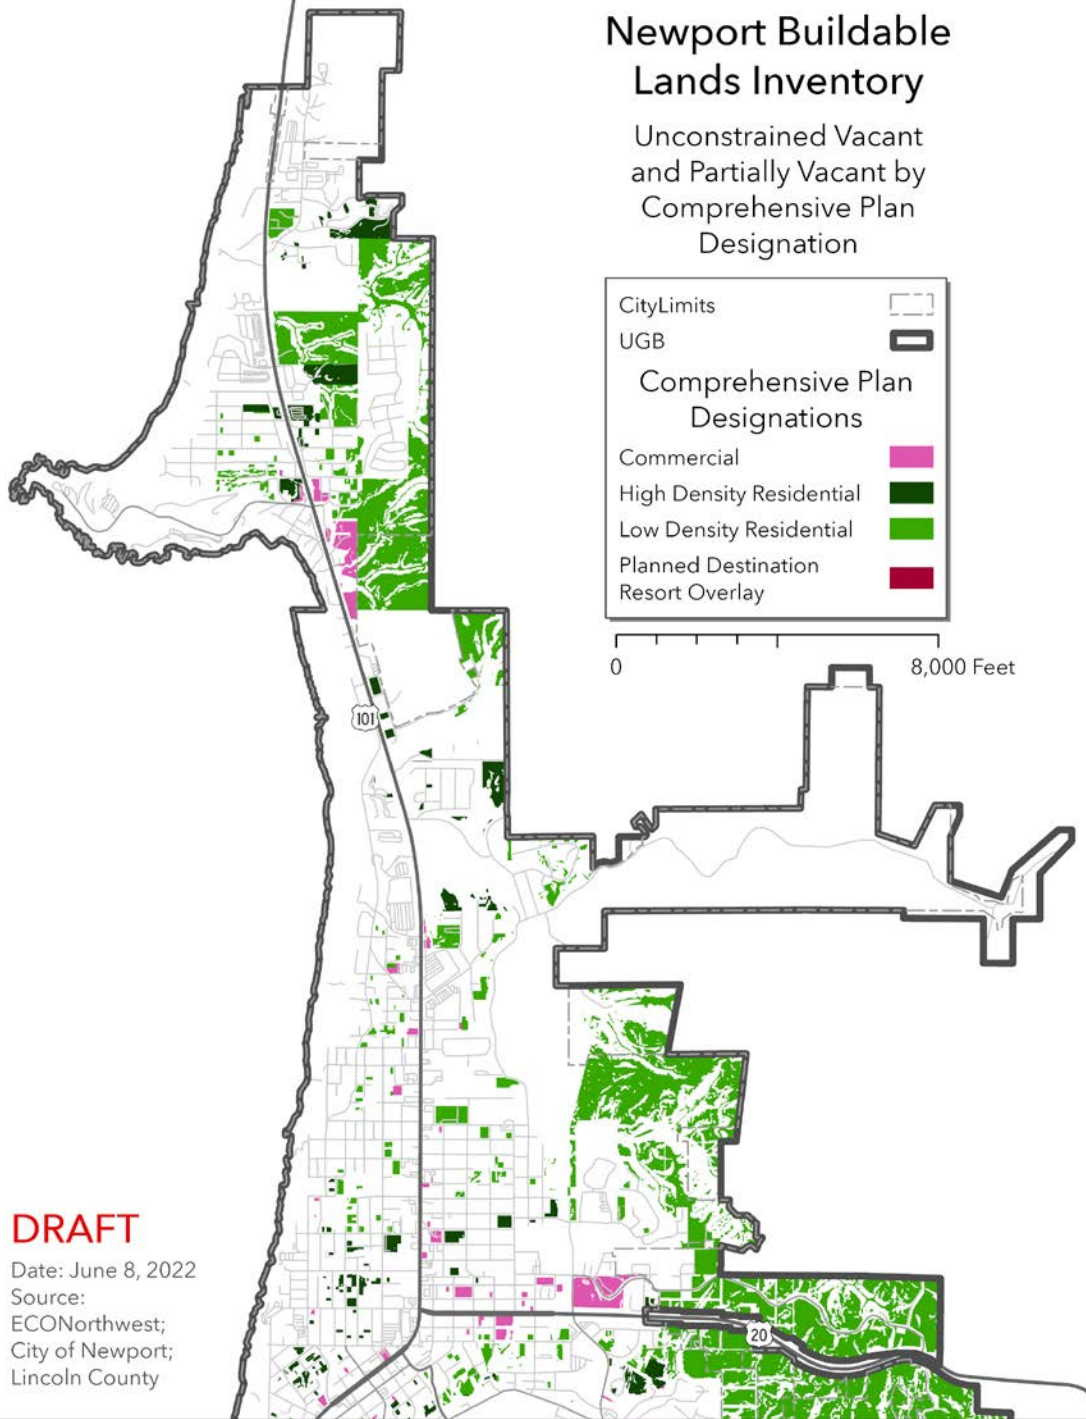 Newport Buildable
Lands Inventory
Unconstrained Vacant
and Partially Vacant by
Comprehensive Plan
Designation
CityLimits
UGB
Comprehensive Plan
Designations
Commercial
High Density Residential
Low Density Residential
Planned Destination
Resort Overlay
0 8,000 Feet
101
20
DRAFT
Date: June 8, 2022
Source:
ECONorthwest;
City of Newport;
Lincoln County